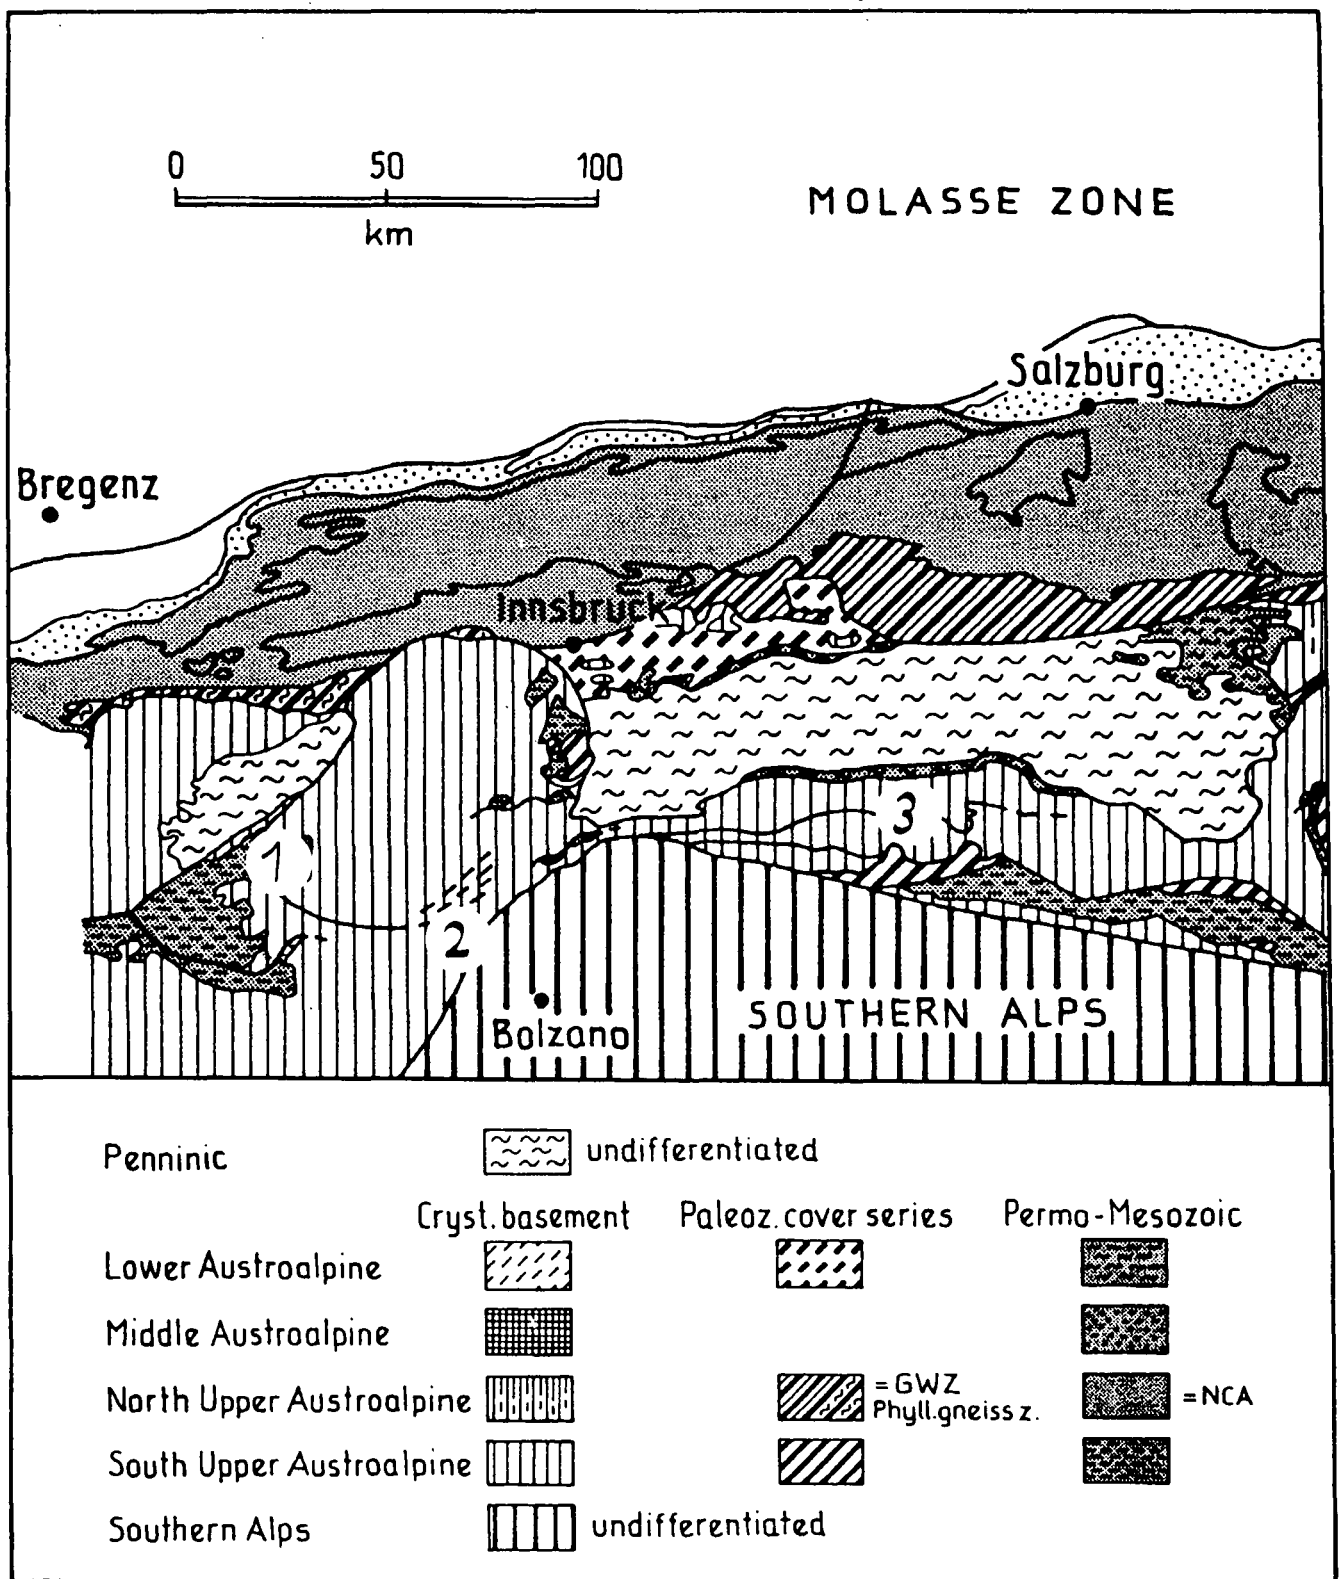 0 50 100
km
MOLASSE ZONE
Salzburg
Bregenz
Innsbruck
1
3
2
Bolzano
SOUTHERN ALPS
Penninic undifferentiated
Cryst. basement Paleoz. cover series Permo-Mesozoic
Lower Austroalpine
Middle Austroalpine
North Upper Austroalpine = GWZ = NCA
Phyll.gneiss z.
South Upper Austroalpine
Southern Alps undifferentiated